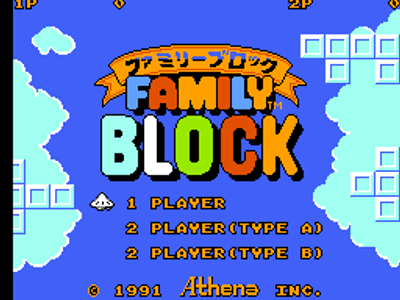 1P 0 2P 0
ファミリーブロック
FAMILY TM
BLOCK
1 PLAYER
2 PLAYER(TYPE A)
2 PLAYER(TYPE B)
© 1991 Athena INC.